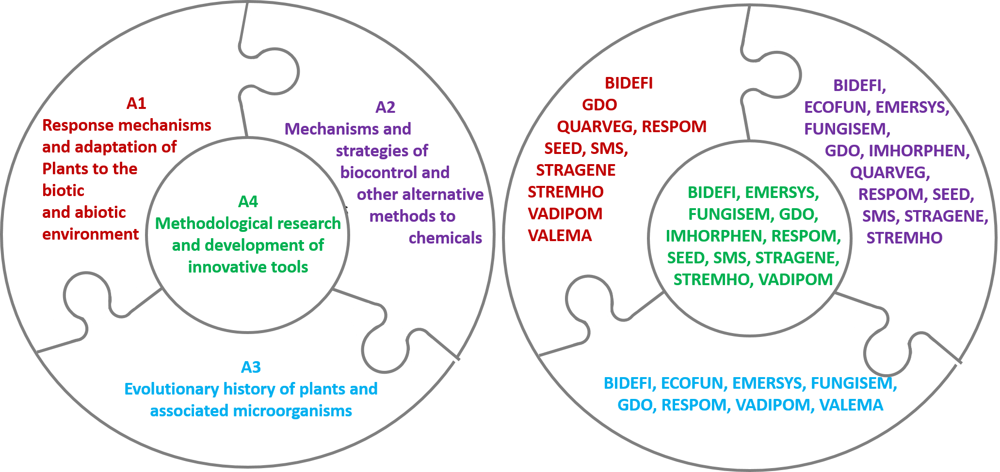 A1
Response mechanisms
and adaptation of
Plants to the
biotic
and abiotic
environment
A2
Mechanisms and
strategies of
biocontrol and
other alternative
methods to
chemicals
A4
Methodological research
and development of
innovative tools
A3
Evolutionary history of plants and
associated microorganisms
BIDEFI
GDO
QUARVEG, RESPOM
SEED, SMS,
STRAGENE
STREMHO
VADIPOM
VALEMA
BIDEFI,
ECOFUN, EMERSYS,
FUNGISEM,
GDO, IMHORPHEN,
QUARVEG,
RESPOM, SEED,
SMS, STRAGENE,
STREMHO
BIDEFI, EMERSYS,
FUNGISEM, GDO,
IMHORPHEN, RESPOM,
SEED, SMS, STRAGENE,
STREMHO, VADIPOM
BIDEFI, ECOFUN, EMERSYS, FUNGISEM,
GDO, RESPOM, VADIPOM, VALEMA